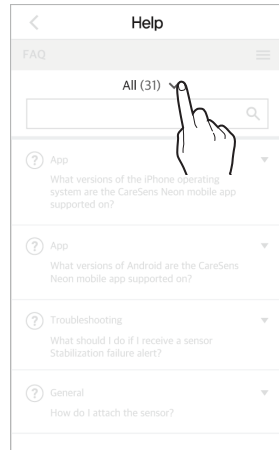 Help
FAQ
All (31)
App
What versions of the iPhone operating
system are the CareSens Neon mobile app
supported on?
App
What versions of Android are the CareSens
Neon mobile app supported on?
Troubleshooting
What should I do if I receive a sensor
Stabilization failure alert?
General
How do I attach the sensor?